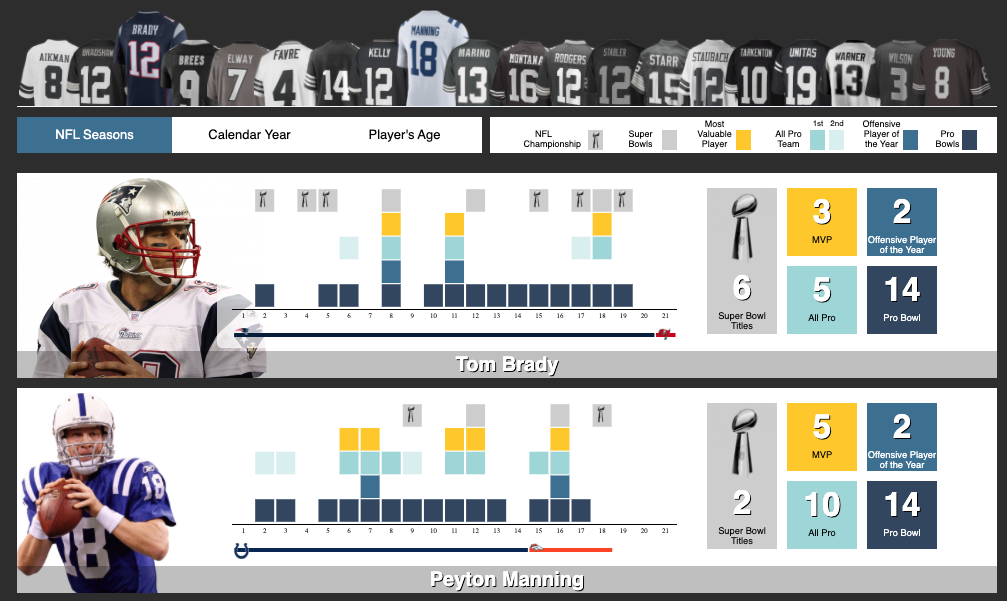 AIKMAN
8
BRADSHAW
12
BRADY
12
BREES
9
ELWAY
7
FAVRE
4
14
KELLY
12
MANNING
18
MARINO
13
MONTANA
16
RODGERS
12
STABLER
12
STARR
15
STAUBACH
12
TARKENTON
10
UNITAS
19
WARNER
13
WILSON
3
YOUNG
8
NFL Seasons
Calendar Year
Player's Age
NFL
Championship
Super
Bowls
Most
Valuable
Player
All Pro
Team
1st 2nd
Offensive
Player of
the Year
Pro
Bowls
1 2 3 4 5 6 7 8 9 10 11 12 13 14 15 16 17 18 19 20 21
6
Super Bowl
Titles
3
MVP
2
Offensive Player
of the Year
5
All Pro
14
Pro Bowl
Tom Brady
18
18
1 2 3 4 5 6 7 8 9 10 11 12 13 14 15 16 17 18 19 20 21
2
Super Bowl
Titles
5
MVP
2
Offensive Player
of the Year
10
All Pro
14
Pro Bowl
Peyton Manning